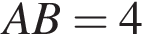 AB = 4